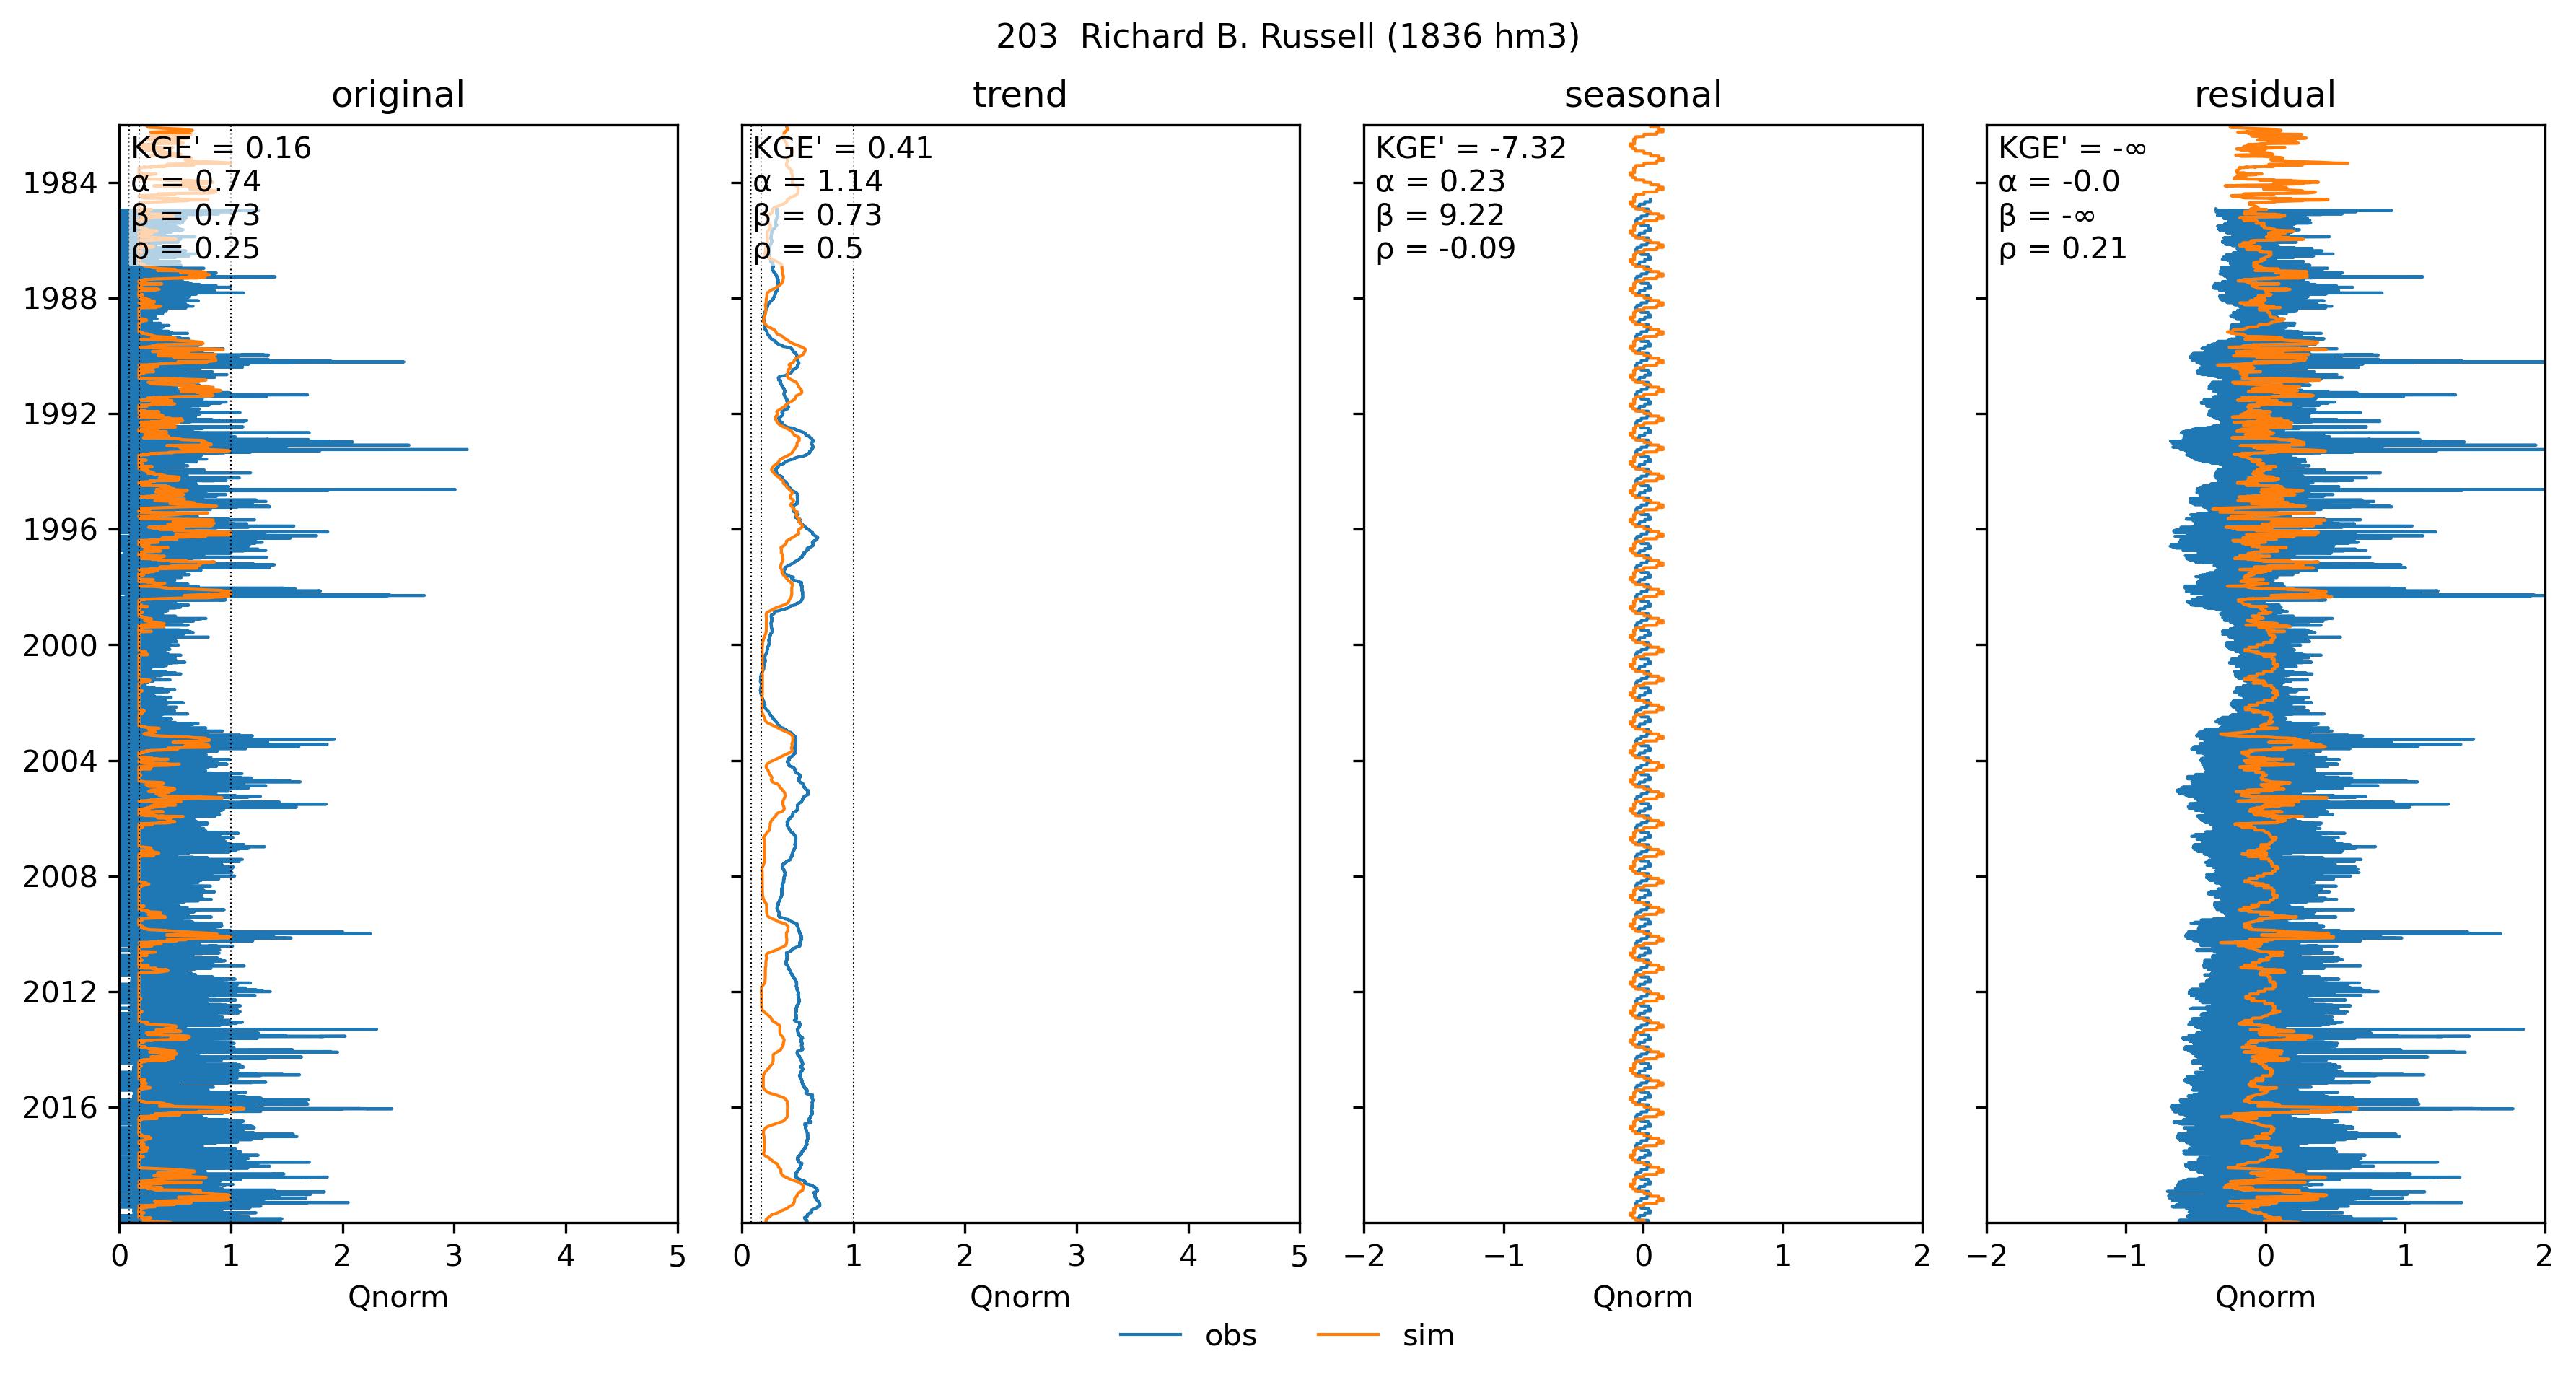 203  Richard B. Russell (1836 hm3)
original
trend
seasonal
residual
KGE' = 0.16
α = 0.74
β = 0.73
ρ = 0.25
KGE' = 0.41
α = 1.14
β = 0.73
ρ = 0.5
KGE' = -7.32
α = 0.23
β = 9.22
ρ = -0.09
KGE' = -∞
α = -0.0
β = -∞
ρ = 0.21
1984
1988
1992
1996
2000
2004
2008
2012
2016
0 1 2 3 4 5
0 1 2 3 4 5
−2 −1 0 1 2
−2 −1 0 1 2
Qnorm
Qnorm
Qnorm
Qnorm
obs sim